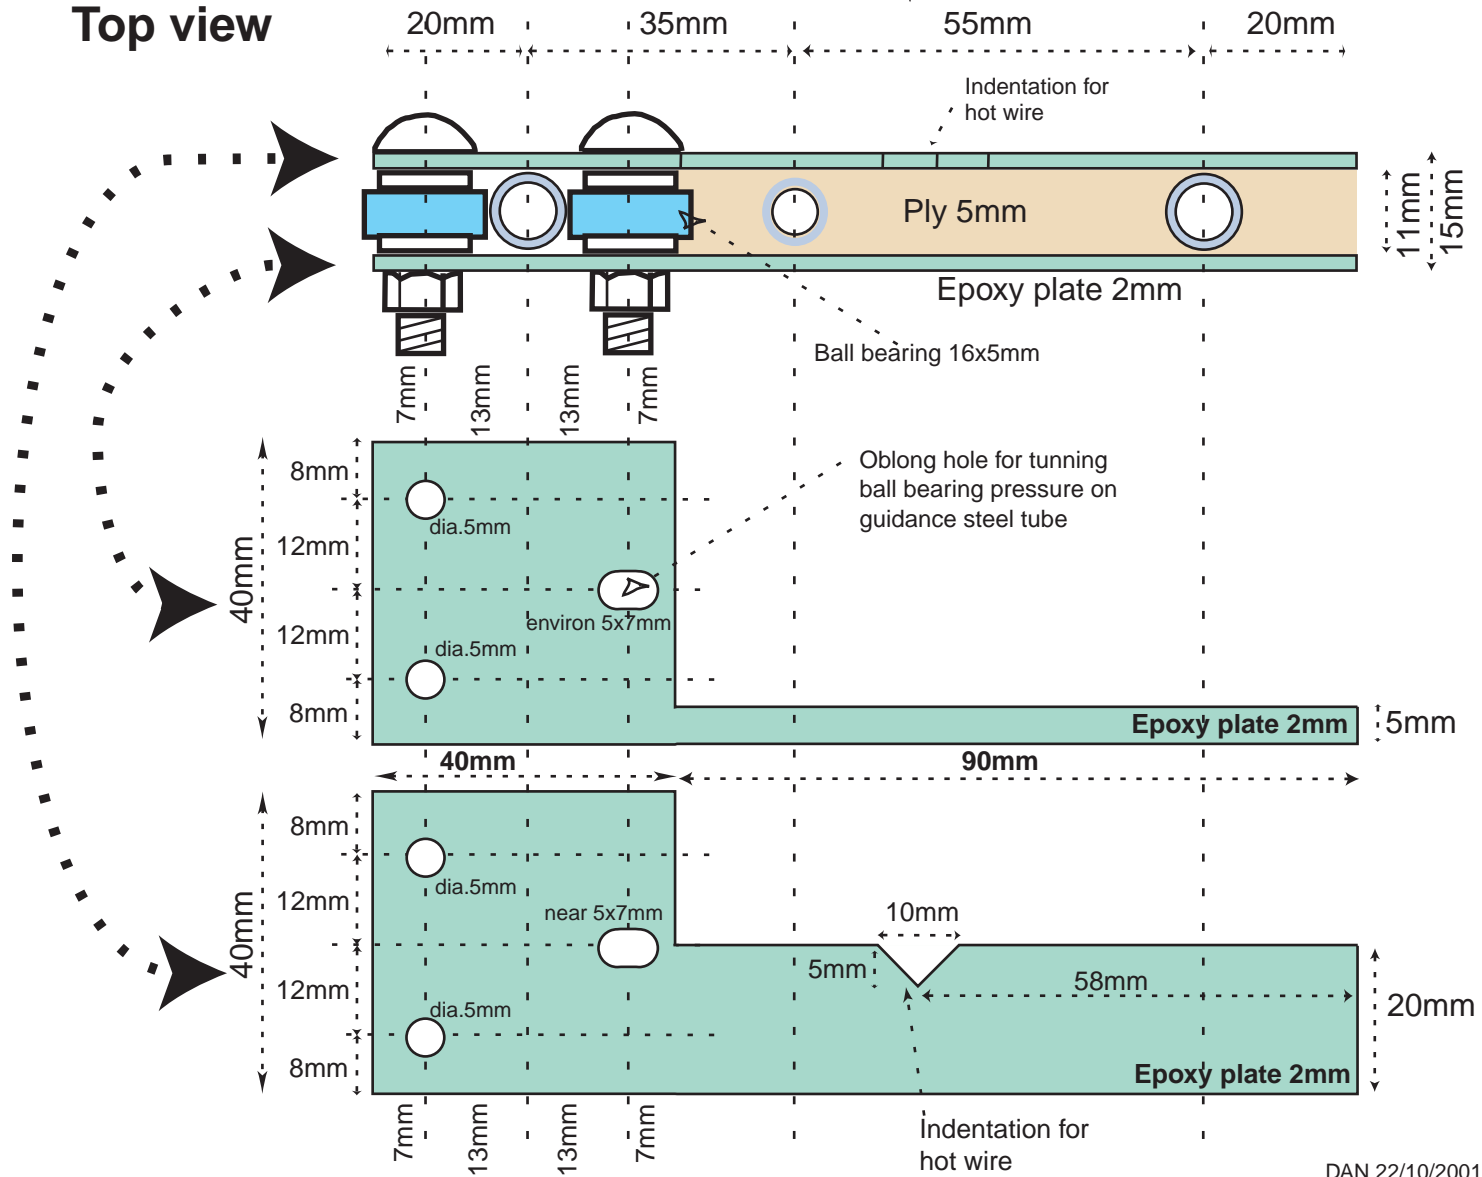 Top view
20mm
35mm
55mm
20mm
Indentation for
hot wire
Ply 5mm
11mm
15mm
Epoxy plate 2mm
Ball bearing 16x5mm
7mm
13mm
13mm
7mm
8mm
12mm
12mm
8mm
40mm
dia.5mm
environ 5x7mm
dia.5mm
Oblong hole for tunning
ball bearing pressure on
guidance steel tube
Epoxy plate 2mm
5mm
40mm
90mm
8mm
12mm
12mm
8mm
40mm
dia.5mm
near 5x7mm
dia.5mm
10mm
5mm
58mm
20mm
Epoxy plate 2mm
7mm
13mm
13mm
7mm
Indentation for
hot wire
DAN 22/10/2001